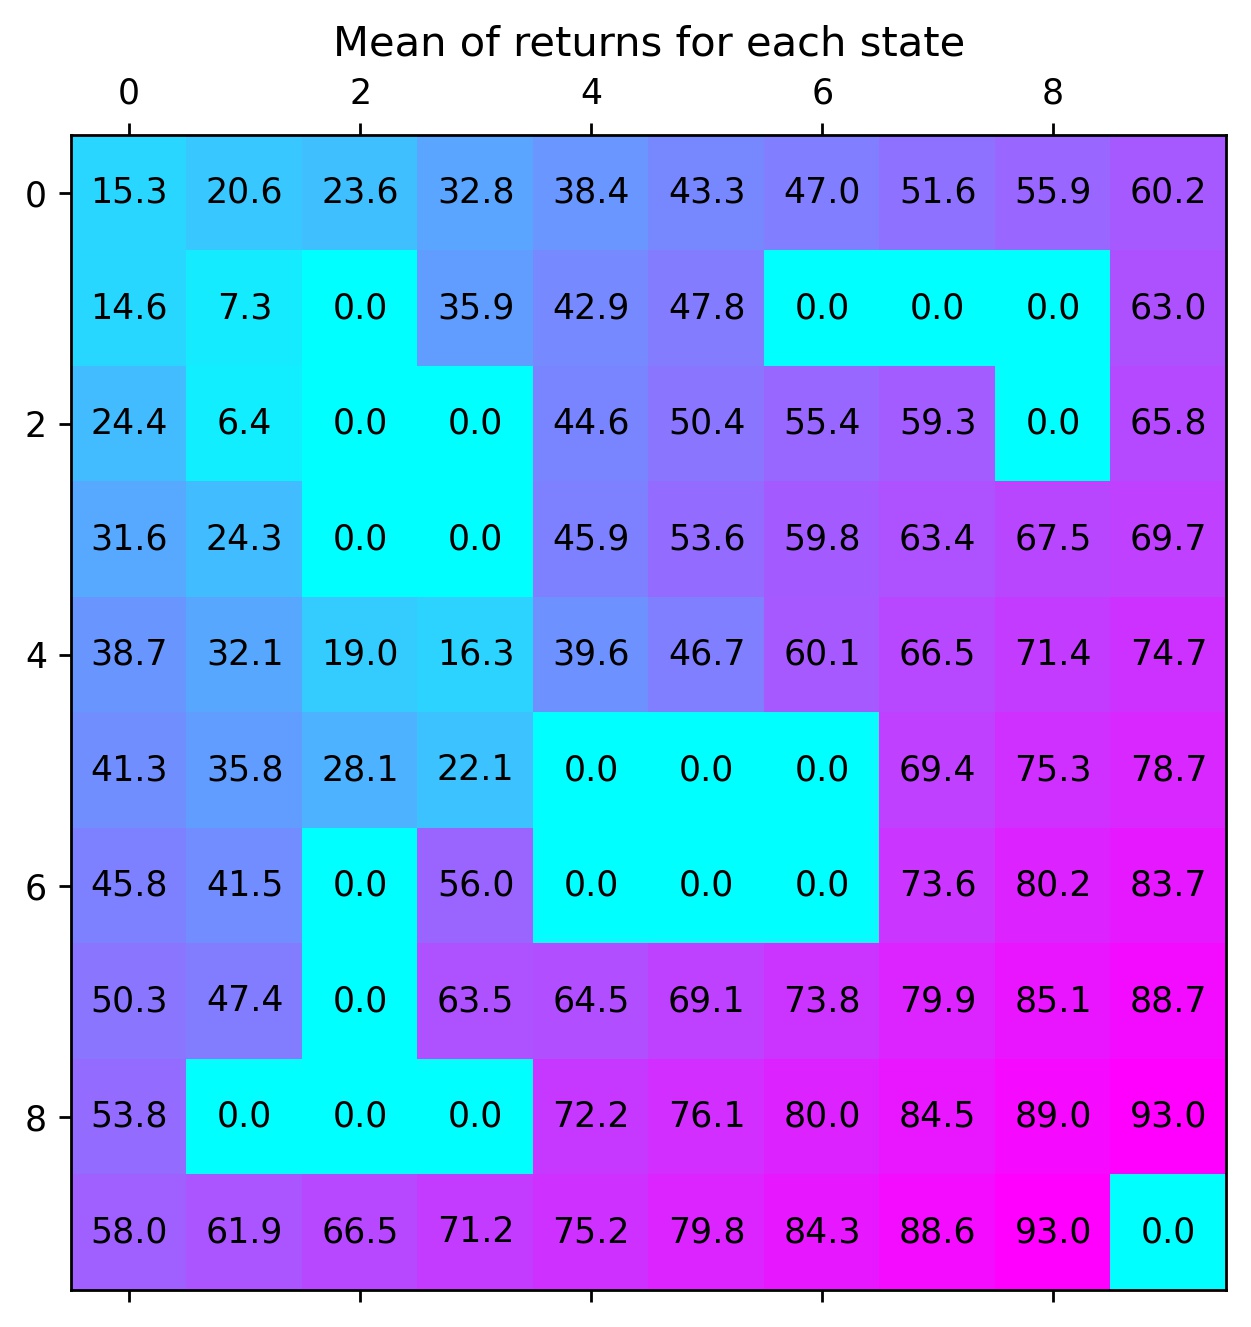 Mean of returns for each state
0 2 4 6 8
0 15.3 20.6 23.6 32.8 38.4 43.3 47.0 51.6 55.9 60.2
14.6 7.3 0.0 35.9 42.9 47.8 0.0 0.0 0.0 63.0
2 24.4 6.4 0.0 0.0 44.6 50.4 55.4 59.3 0.0 65.8
31.6 24.3 0.0 0.0 45.9 53.6 59.8 63.4 67.5 69.7
4 38.7 32.1 19.0 16.3 39.6 46.7 60.1 66.5 71.4 74.7
41.3 35.8 28.1 22.1 0.0 0.0 0.0 69.4 75.3 78.7
6 45.8 41.5 0.0 56.0 0.0 0.0 0.0 73.6 80.2 83.7
50.3 47.4 0.0 63.5 64.5 69.1 73.8 79.9 85.1 88.7
8 53.8 0.0 0.0 0.0 72.2 76.1 80.0 84.5 89.0 93.0
58.0 61.9 66.5 71.2 75.2 79.8 84.3 88.6 93.0 0.0